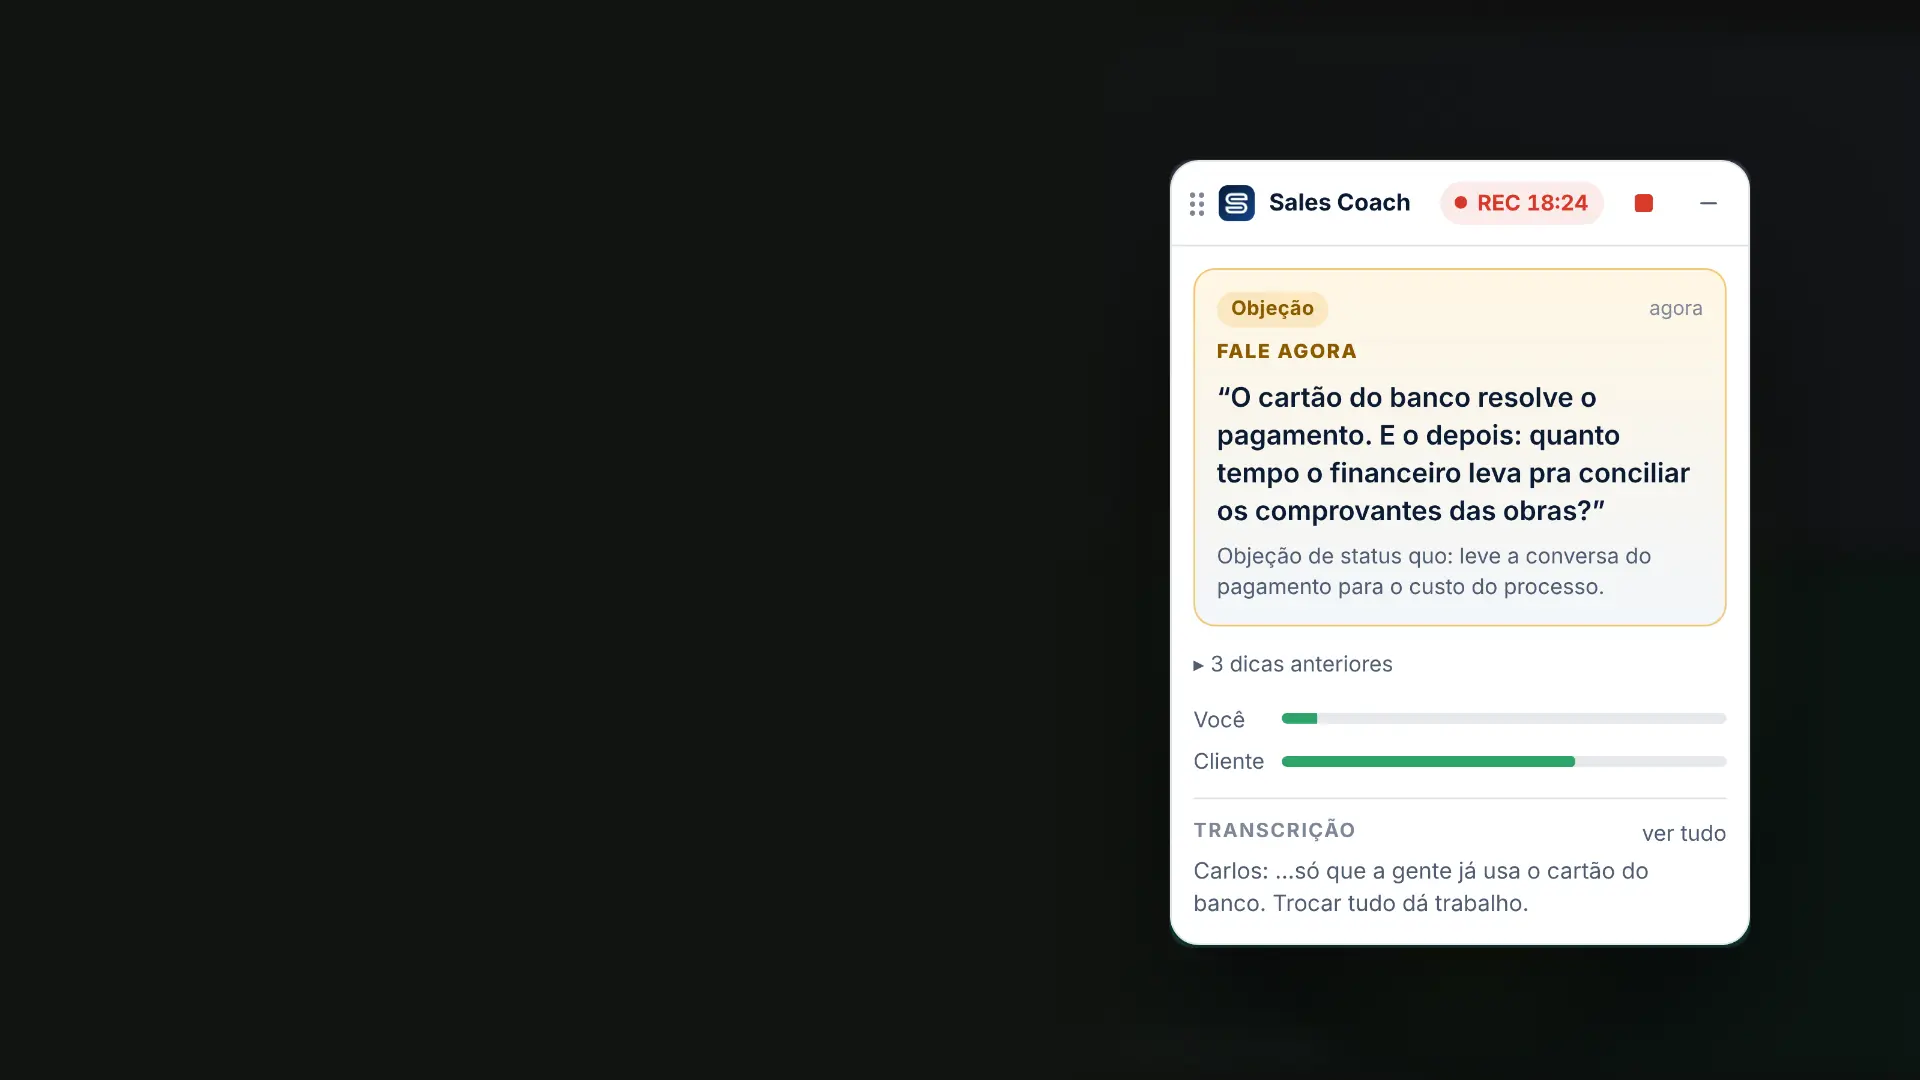 Sales Coach
REC 18:24
Objeção
agora
FALE AGORA
“O cartão do banco resolve o
pagamento. E o depois: quanto
tempo o financeiro leva pra conciliar
os comprovantes das obras?”
Objeção de status quo: leve a conversa do
pagamento para o custo do processo.
▸ 3 dicas anteriores
Você
Cliente
TRANSCRIÇÃO
ver tudo
Carlos: ...só que a gente já usa o cartão do
banco. Trocar tudo dá trabalho.